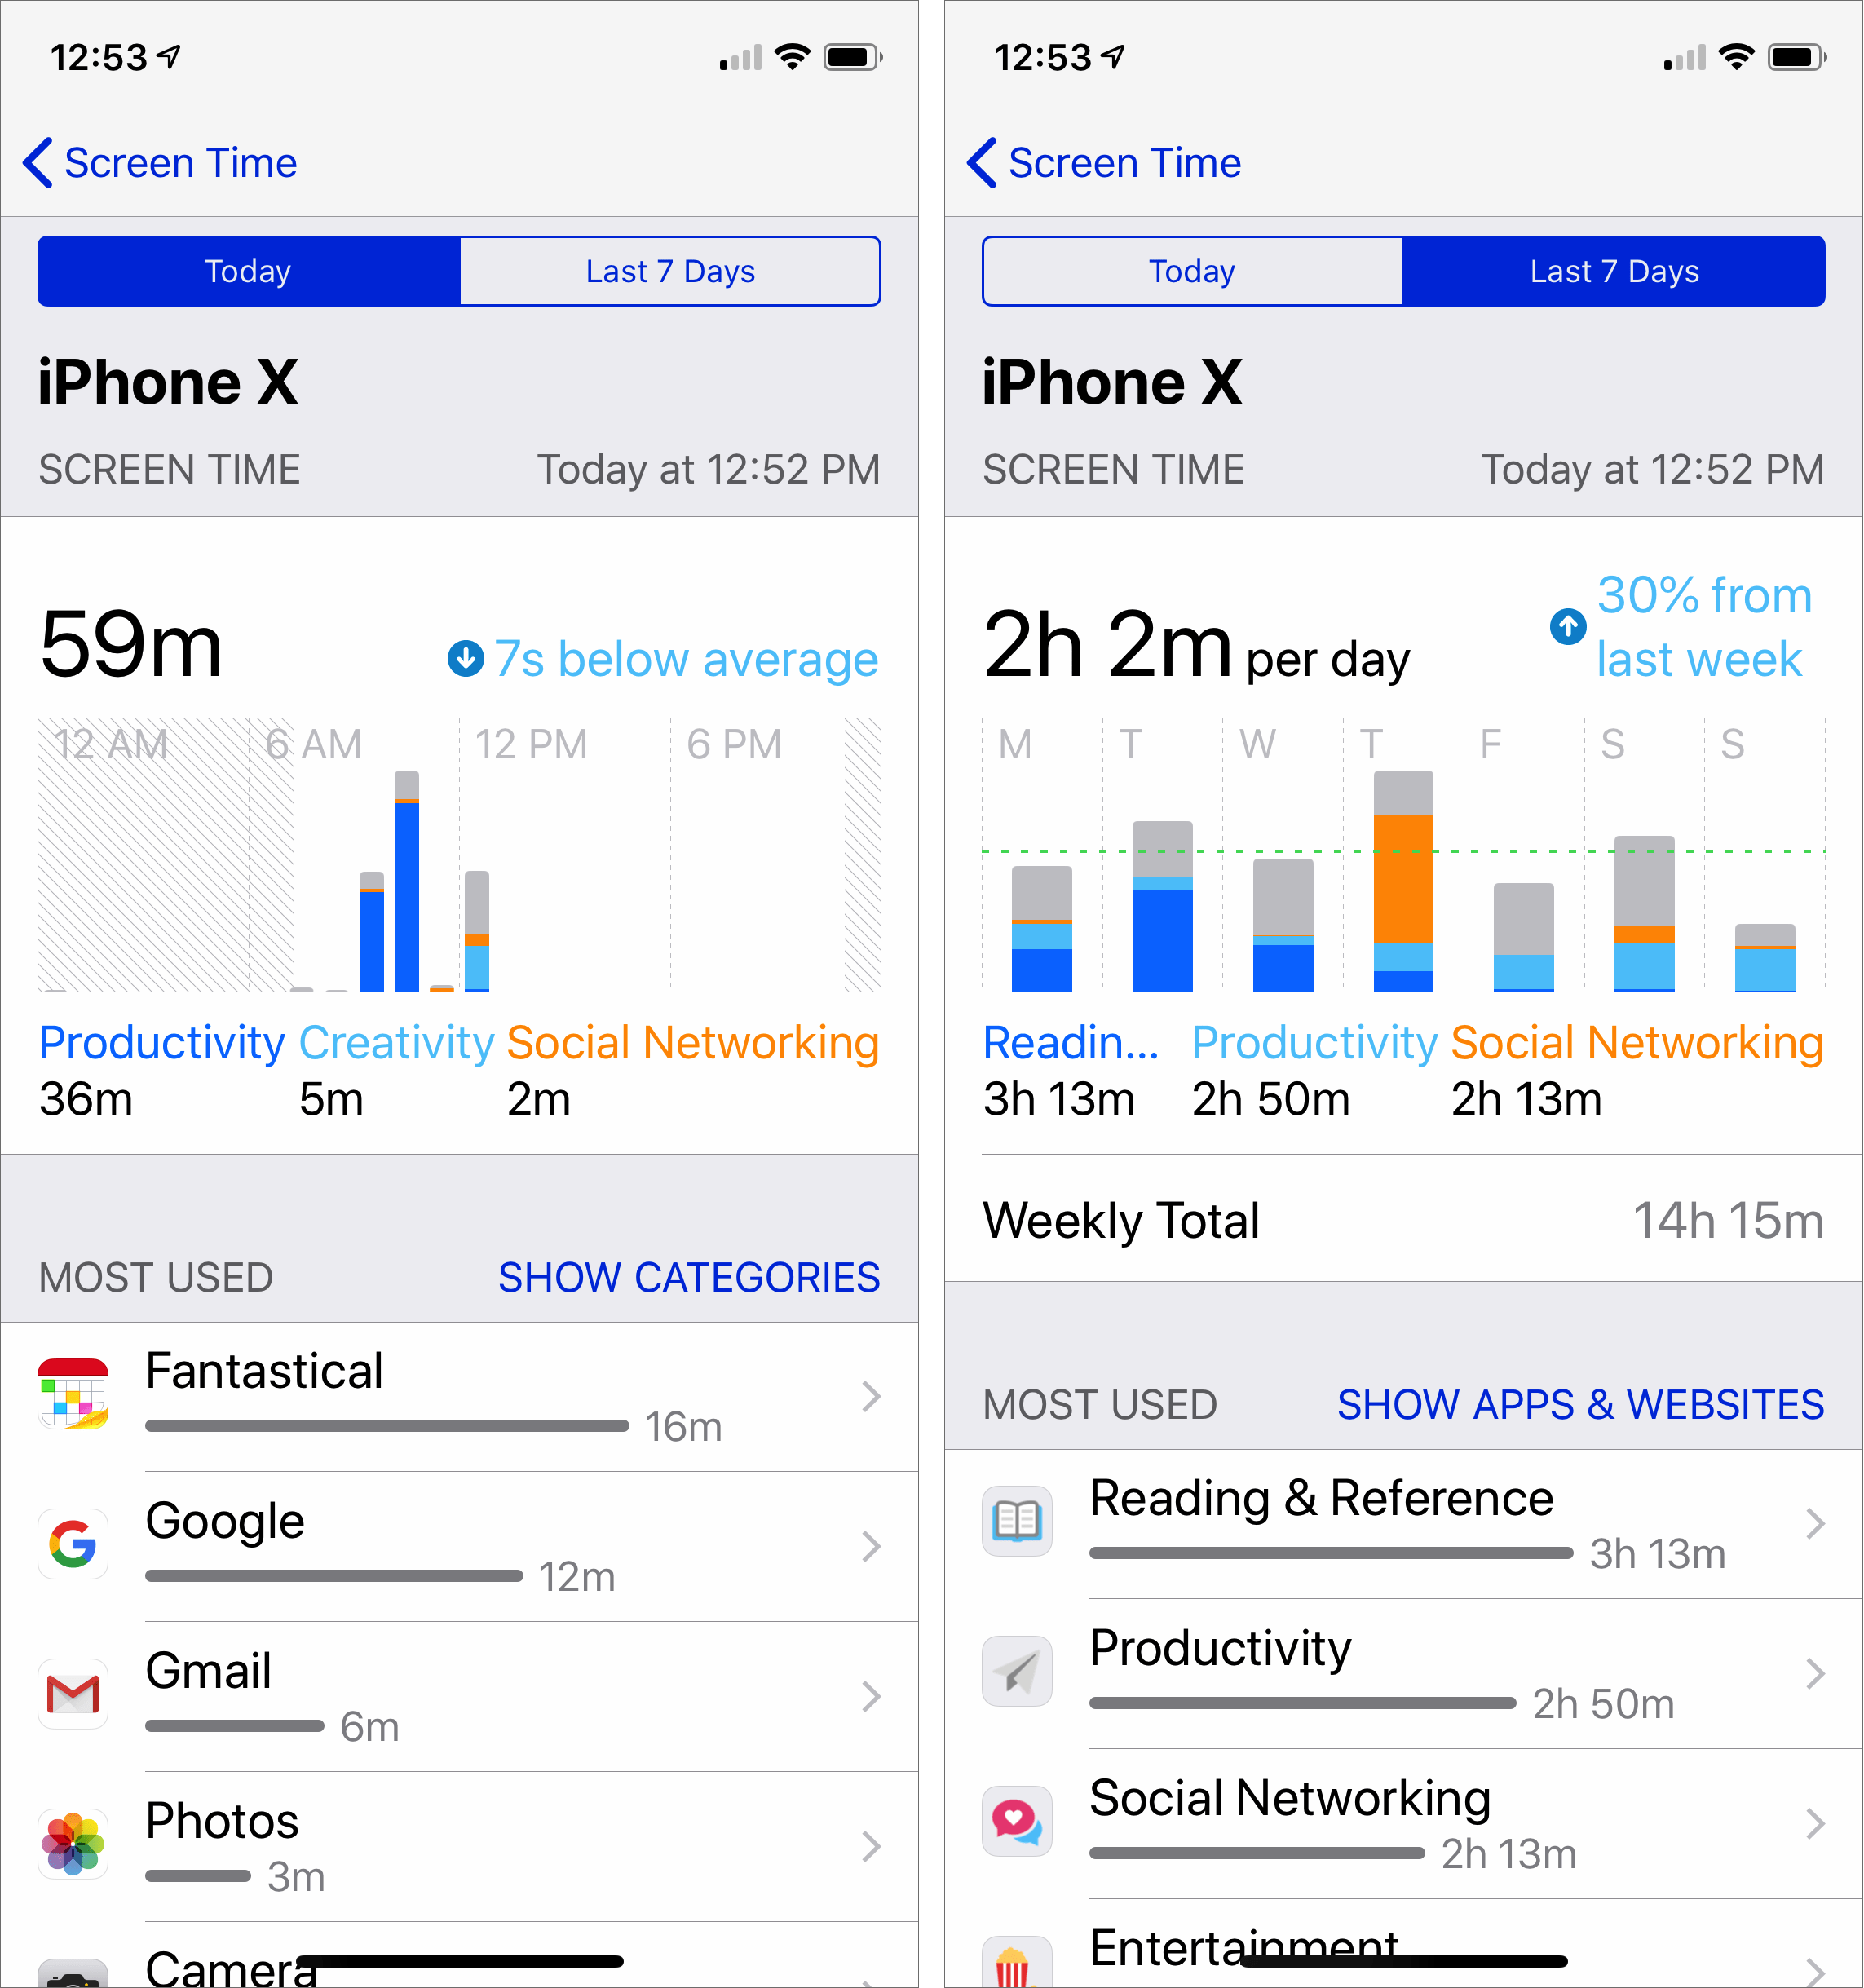 12:53
Screen Time
Today Last 7 Days
iPhone X
SCREEN TIME Today at 12:52 PM
59m 7s below average
12 AM 6 AM 12 PM 6 PM
Productivity Creativity Social Networking
36m 5m 2m
MOST USED SHOW CATEGORIES
Fantastical
16m
Google
12m
Gmail
6m
Photos
3m
Camera
12:53
Screen Time
Today Last 7 Days
iPhone X
SCREEN TIME Today at 12:52 PM
2h 2m per day 30% from
last week
M T W T F S S
Readin... Productivity Social Networking
3h 13m 2h 50m 2h 13m
Weekly Total 14h 15m
MOST USED SHOW APPS & WEBSITES
Reading & Reference
3h 13m
Productivity
2h 50m
Social Networking
2h 13m
Entertainment